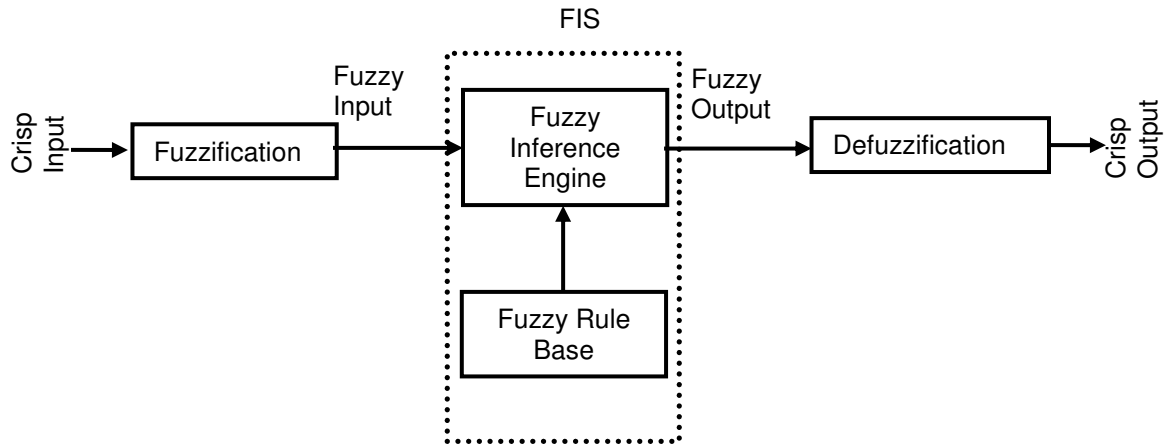 FIS
Crisp
Input
Fuzzification
Fuzzy
Input
Fuzzy
Inference
Engine
Fuzzy Rule
Base
Fuzzy
Output
Defuzzification
Crisp
Output